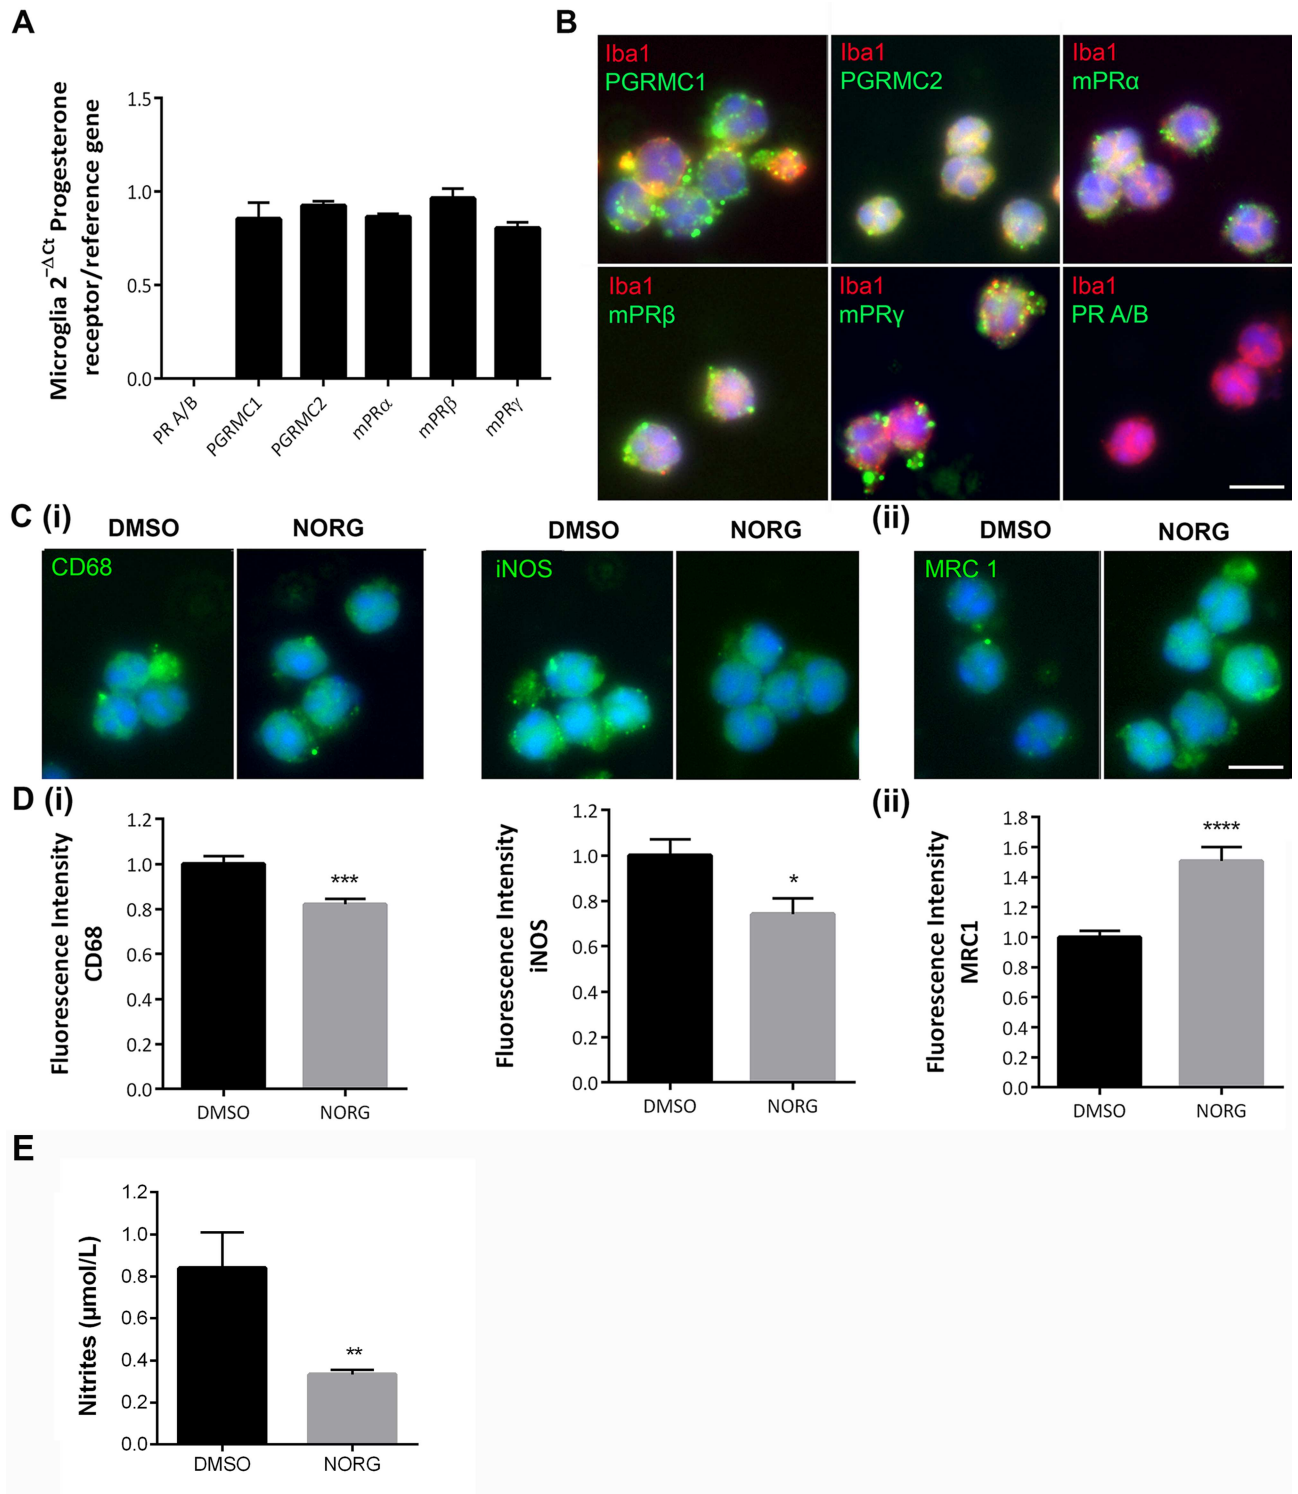 A
Microglia 2⁻ΔCt Progesterone
receptor/reference gene
1.5
1.0
0.5
0.0
PR A/B
PGRMC1
PGRMC2
mPRα
mPRβ
mPRγ
B
Iba1
PGRMC1
Iba1
PGRMC2
Iba1
mPRα
Iba1
mPRβ
Iba1
mPRγ
Iba1
PR A/B
C (i)
DMSO
NORG
DMSO
NORG
(ii)
DMSO
NORG
CD68
iNOS
MRC 1
D (i)
Fluorescence Intensity
CD68
1.2
1.0
0.8
0.6
0.4
0.2
0.0
***
DMSO
NORG
Fluorescence Intensity
iNOS
1.2
1.0
0.8
0.6
0.4
0.2
0.0
*
DMSO
NORG
(ii)
Fluorescence Intensity
MRC1
1.8
1.6
1.4
1.2
1.0
0.8
0.6
0.4
0.2
0.0
****
DMSO
NORG
E
Nitrites (µmol/L)
1.2
1.0
0.8
0.6
0.4
0.2
0.0
**
DMSO
NORG